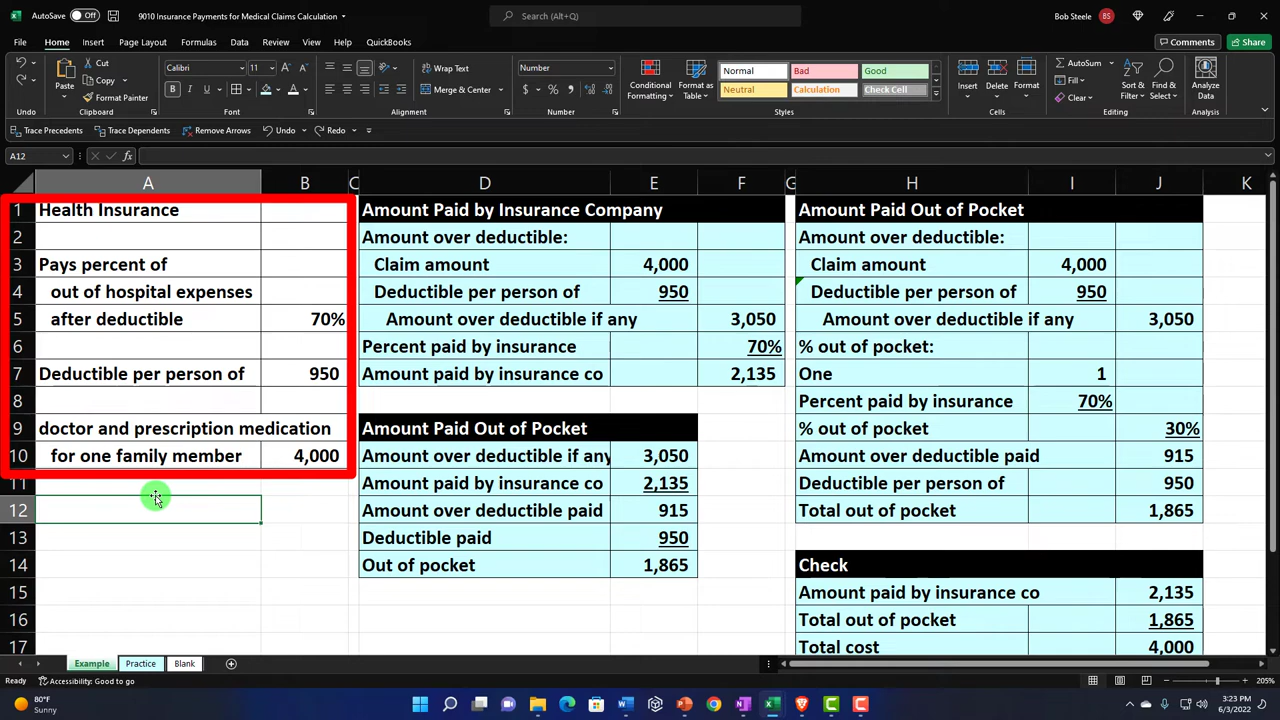 AutoSave Off 9010 Insurance Payments for Medical Claims Calculation Search (Alt+Q) Bob Steele BS
File Home Insert Page Layout Formulas Data Review View Help QuickBooks Comments Share
Undo
Paste
Cut
Copy
Format Painter
Clipboard
Calibri 11
B I U
Font
Wrap Text
Merge & Center
Alignment
Number
$ % 9
Number
Conditional Formatting
Format as Table
Normal Bad Good
Neutral Calculation Check Cell
Styles
Insert Delete Format
Cells
AutoSum
Fill
Clear
Sort & Filter
Find & Select
Editing
Analyze Data
Analysis
Trace Precedents Trace Dependents Remove Arrows Undo Redo
A12 fx
A B C D E F G H I J K
1 Health Insurance Amount Paid by Insurance Company Amount Paid Out of Pocket
2 Amount over deductible: Amount over deductible:
3 Pays percent of Claim amount 4,000 Claim amount 4,000
4 out of hospital expenses Deductible per person of 950 Deductible per person of 950
5 after deductible 70% Amount over deductible if any 3,050 Amount over deductible if any 3,050
6 Percent paid by insurance 70% % out of pocket:
7 Deductible per person of 950 Amount paid by insurance co 2,135 One 1
8 Percent paid by insurance 70%
9 doctor and prescription medication Amount Paid Out of Pocket % out of pocket 30%
10 for one family member 4,000 Amount over deductible if any 3,050 Amount over deductible paid 915
11 Amount paid by insurance co 2,135 Deductible per person of 950
12 Amount over deductible paid 915 Total out of pocket 1,865
13 Deductible paid 950
14 Out of pocket 1,865 Check
15 Amount paid by insurance co 2,135
16 Total out of pocket 1,865
17 Total cost 4,000
Example Practice Blank
Ready Accessibility: Good to go 205%
80°F
Sunny
3:23 PM
6/3/2022